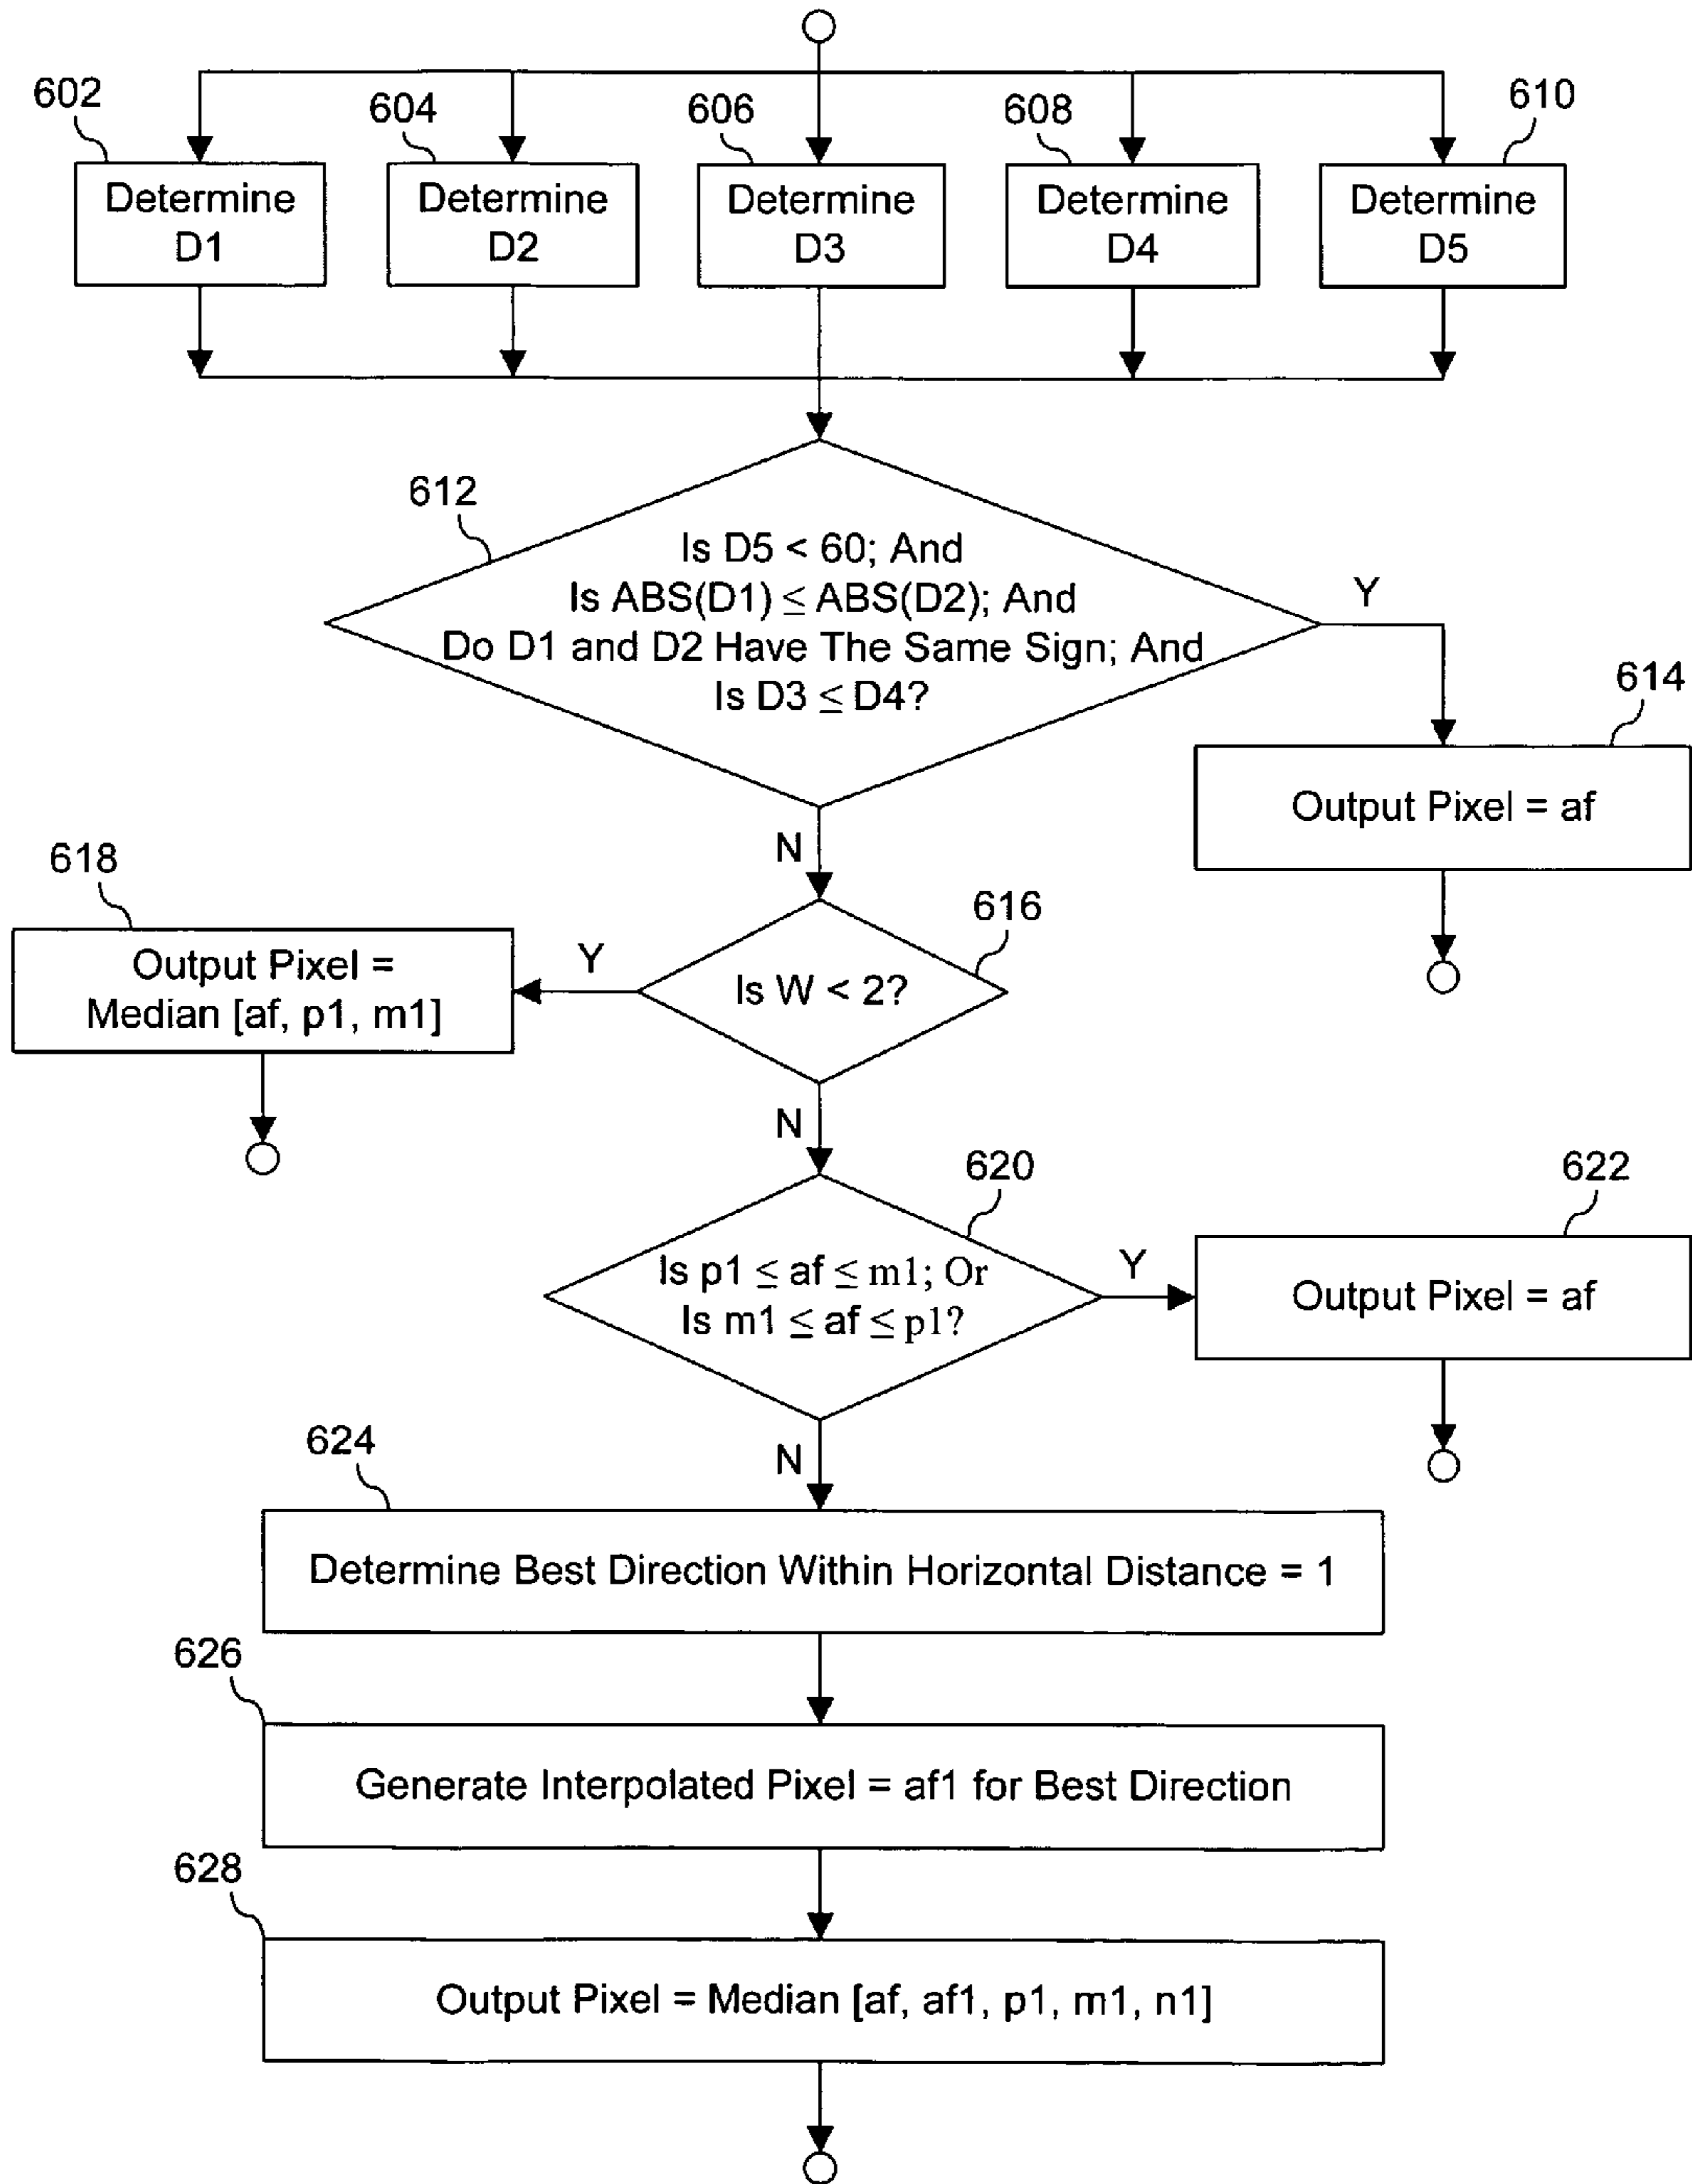 602
604
606
608
610
Determine
D1
Determine
D2
Determine
D3
Determine
D4
Determine
D5
612
Is D5 < 60; And
Is ABS(D1) ≤ ABS(D2); And
Do D1 and D2 Have The Same Sign; And
Is D3 ≤ D4?
Y
614
Output Pixel = af
N
618
Output Pixel =
Median [af, p1, m1]
Y
616
Is W < 2?
N
620
Is p1 ≤ af ≤ m1; Or
Is m1 ≤ af ≤ p1?
Y
622
Output Pixel = af
N
624
Determine Best Direction Within Horizontal Distance = 1
626
Generate Interpolated Pixel = af1 for Best Direction
628
Output Pixel = Median [af, af1, p1, m1, n1]